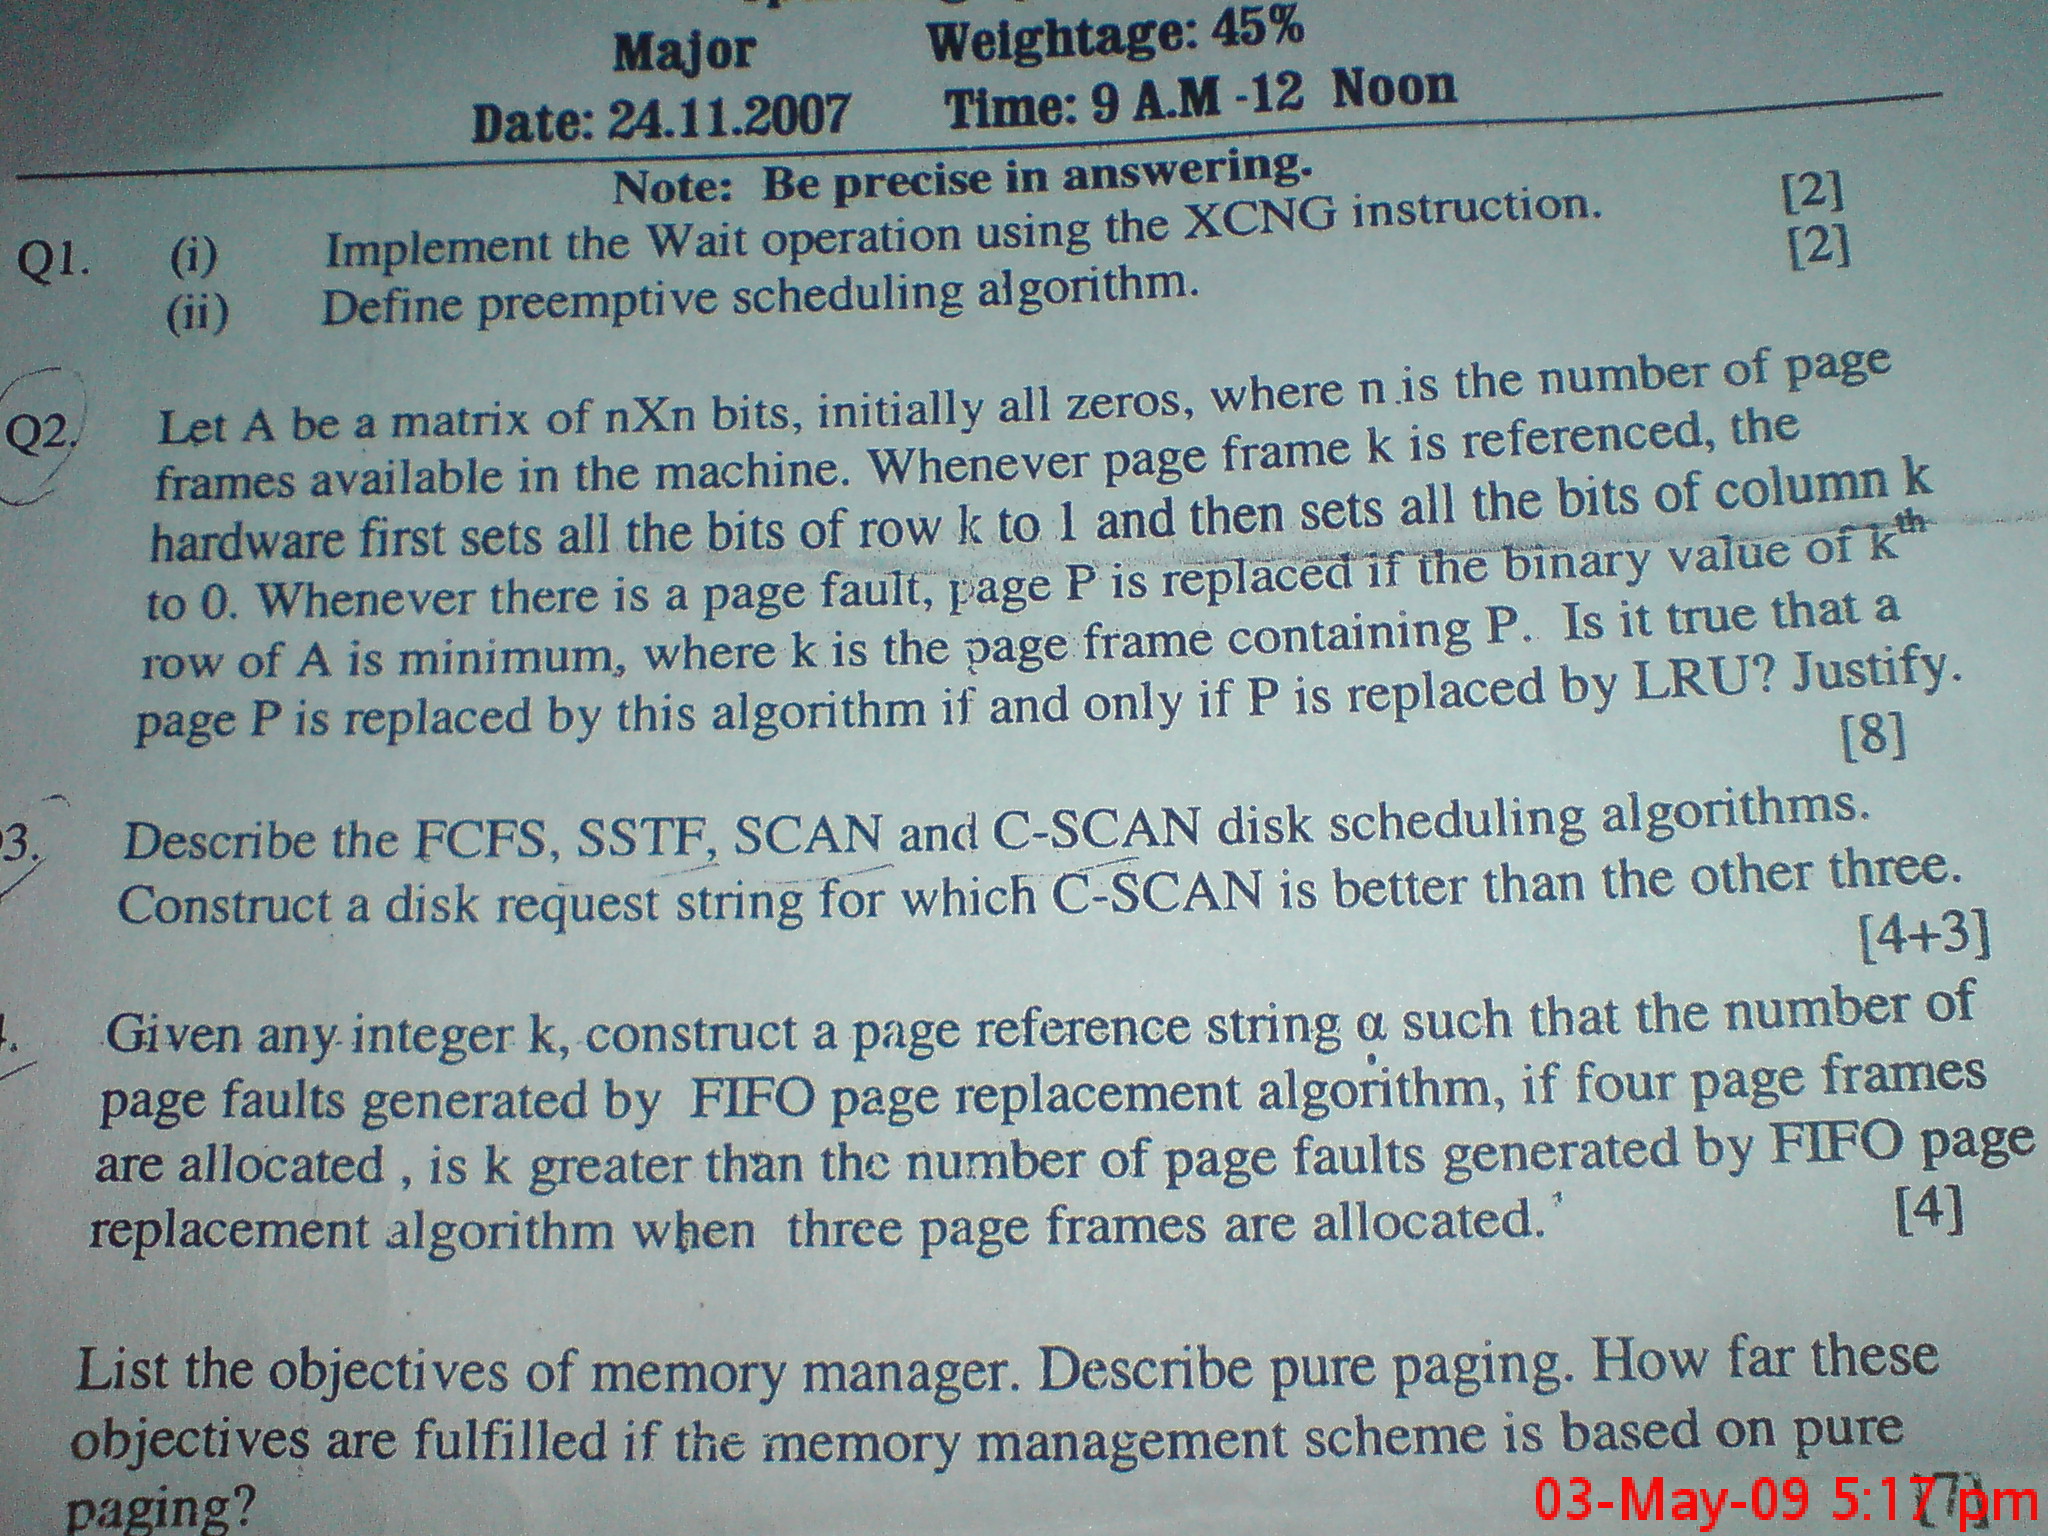 Major Weightage: 45%
Date: 24.11.2007 Time: 9 A.M -12 Noon
Note: Be precise in answering.
Q1. (i) Implement the Wait operation using the XCNG instruction. [2]
(ii) Define preemptive scheduling algorithm. [2]
Q2. Let A be a matrix of nXn bits, initially all zeros, where n is the number of page
frames available in the machine. Whenever page frame k is referenced, the
hardware first sets all the bits of row k to 1 and then sets all the bits of column k
to 0. Whenever there is a page fault, page P is replaced if the binary value of kth
row of A is minimum, where k is the page frame containing P. Is it true that a
page P is replaced by this algorithm if and only if P is replaced by LRU? Justify.
[8]
3. Describe the FCFS, SSTF, SCAN and C-SCAN disk scheduling algorithms.
Construct a disk request string for which C-SCAN is better than the other three.
[4+3]
Given any integer k, construct a page reference string α such that the number of
page faults generated by FIFO page replacement algorithm, if four page frames
are allocated , is k greater than the number of page faults generated by FIFO page
replacement algorithm when three page frames are allocated. [4]
List the objectives of memory manager. Describe pure paging. How far these
objectives are fulfilled if the memory management scheme is based on pure
paging? [7]
03-May-09 5:17 pm